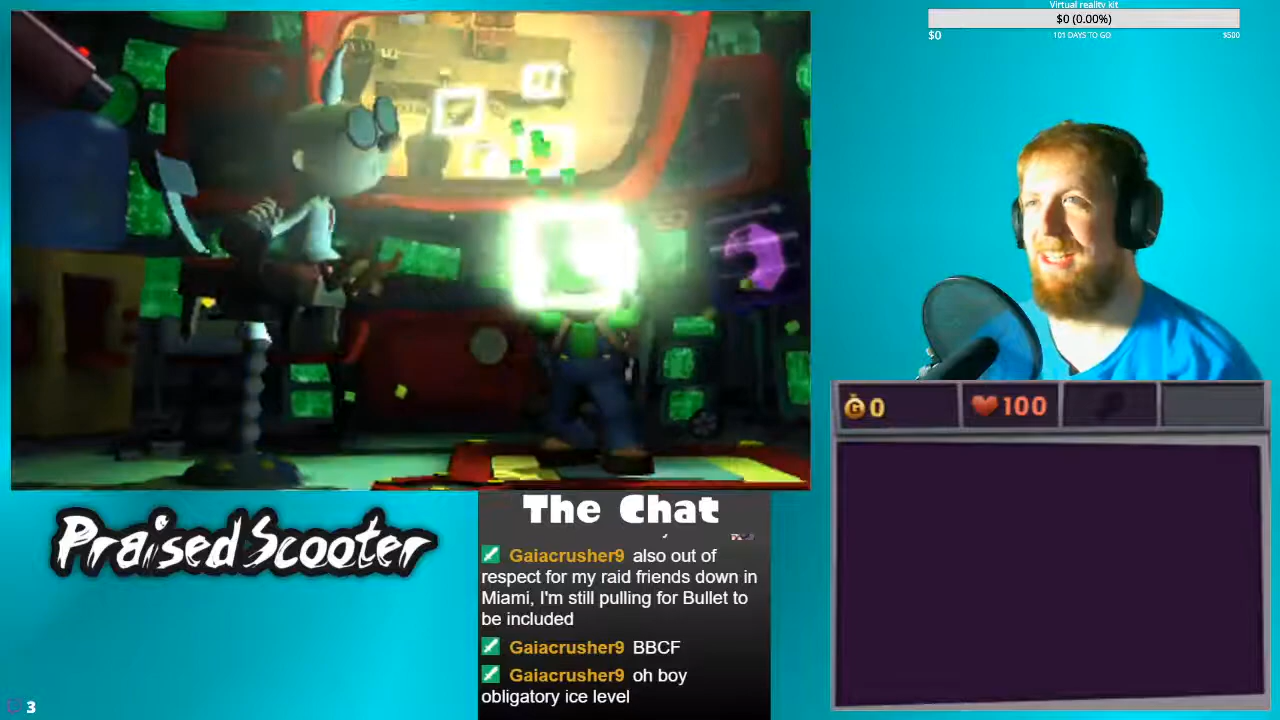 Virtual reality kit
$0 (0.00%)
$0 101 DAYS TO GO $500
G 0 100
PraisedScooter
The Chat
Gaiacrusher9 also out of
respect for my raid friends down in
Miami, I'm still pulling for Bullet to
be included
Gaiacrusher9 BBCF
Gaiacrusher9 oh boy
obligatory ice level
3